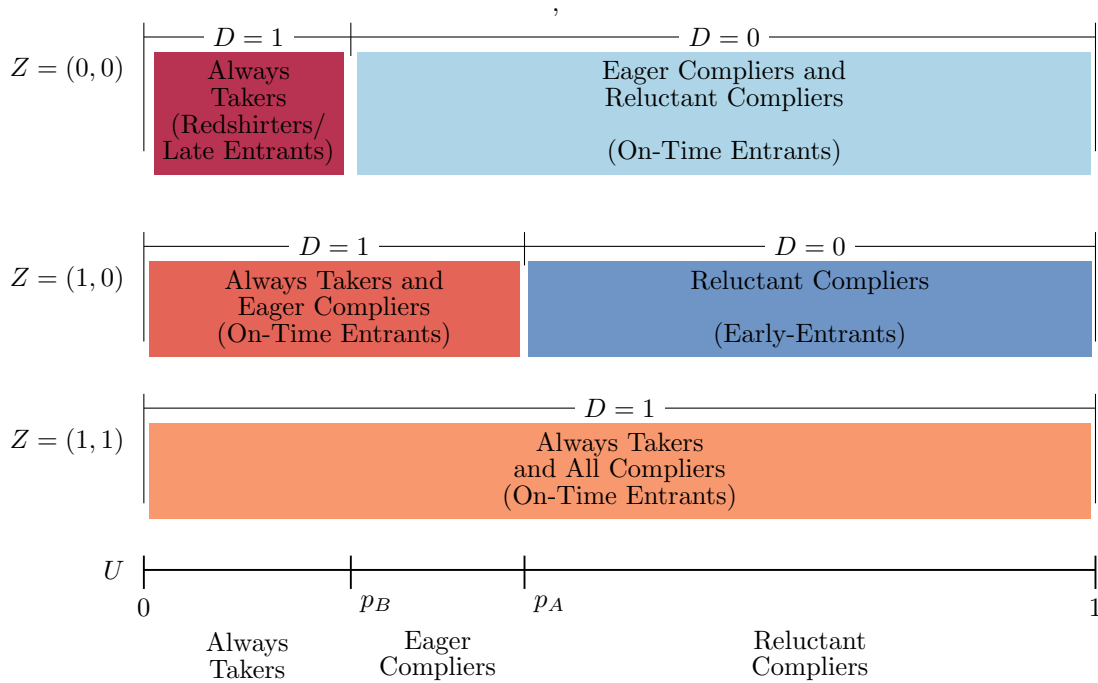 ,
D = 1
D = 0
Z = (0, 0)
Always
Takers
(Redshirters/
Late Entrants)
Eager Compliers and
Reluctant Compliers
(On-Time Entrants)
D = 1
D = 0
Z = (1, 0)
Always Takers and
Eager Compliers
(On-Time Entrants)
Reluctant Compliers
(Early-Entrants)
D = 1
Z = (1, 1)
Always Takers
and All Compliers
(On-Time Entrants)
U
0
p_B
p_A
1
Always
Takers
Eager
Compliers
Reluctant
Compliers